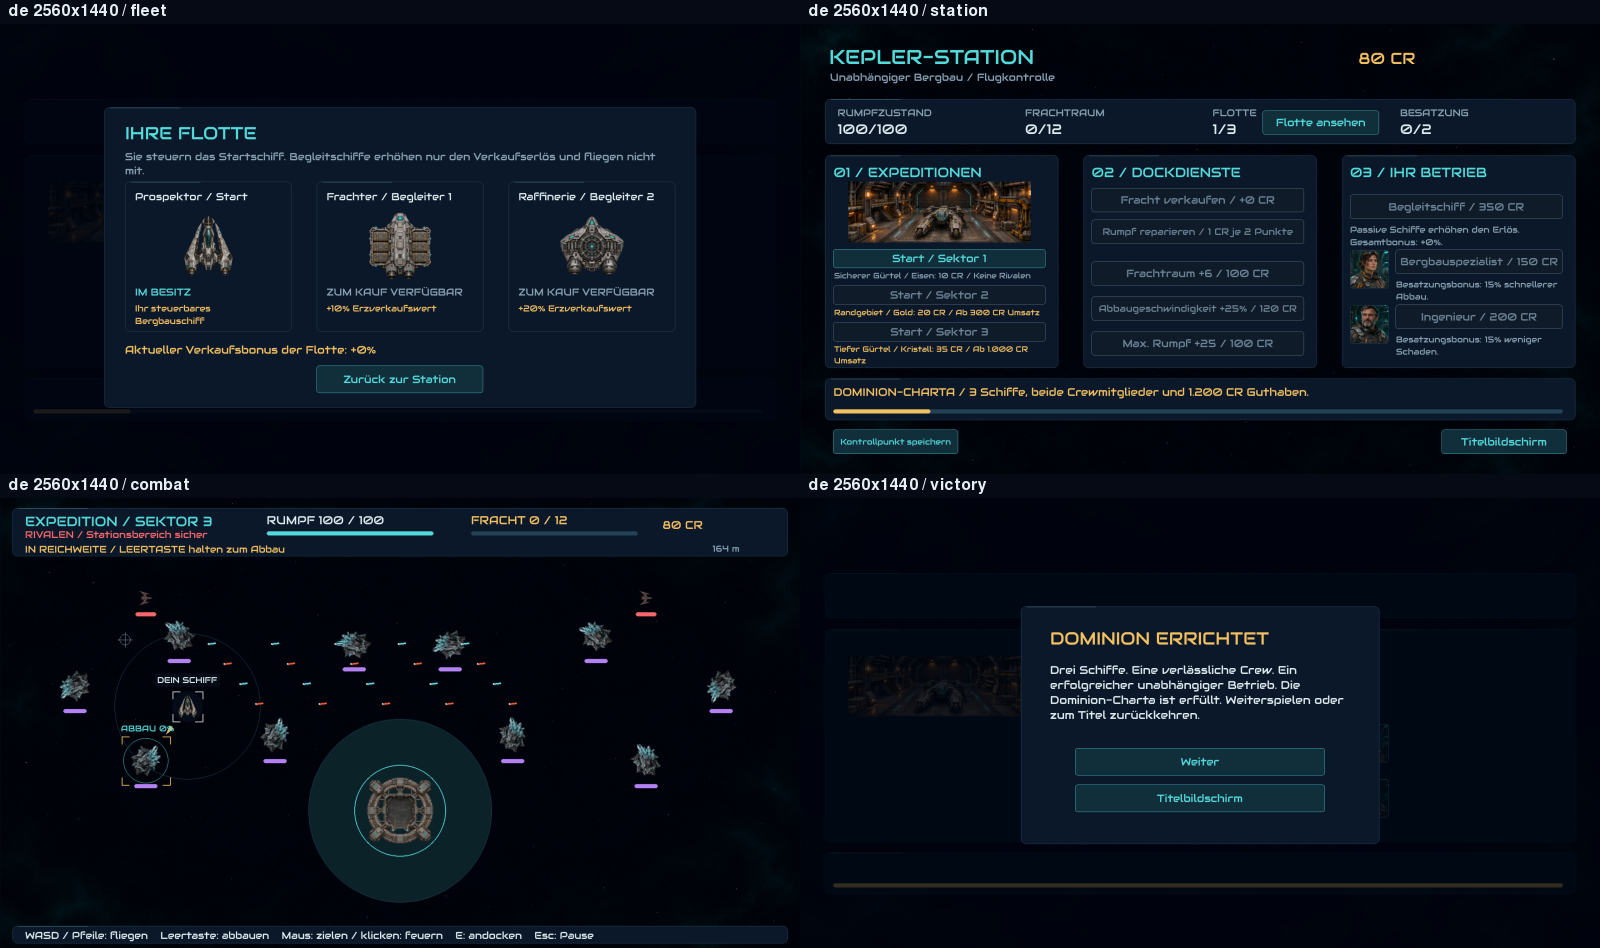 de 2560x1440 / fleet
IHRE FLOTTE
Sie steuern das Startschiff. Begleitschiffe erhöhen nur den Verkaufserlös und fliegen nicht
mit.
Prospektor / Start
IM BESITZ
Ihr steuerbares
Bergbauschiff
Frachter / Begleiter 1
ZUM KAUF VERFÜGBAR
+10% Erzverkaufswert
Raffinerie / Begleiter 2
ZUM KAUF VERFÜGBAR
+20% Erzverkaufswert
Aktueller Verkaufsbonus der Flotte: +0%
Zurück zur Station
de 2560x1440 / station
KEPLER-STATION
Unabhängiger Bergbau / Flugkontrolle
80 CR
RUMPFZUSTAND
100/100
FRACHTRAUM
0/12
FLOTTE
1/3
Flotte ansehen
BESATZUNG
0/2
01 / EXPEDITIONEN
Start / Sektor 1
Sicherer Gürtel / Eisen: 10 CR / Keine Rivalen
Start / Sektor 2
Randgebiet / Gold: 20 CR / Ab 300 CR Umsatz
Start / Sektor 3
Tiefer Gürtel / Kristall: 35 CR / Ab 1.000 CR
Umsatz
02 / DOCKDIENSTE
Fracht verkaufen / +0 CR
Rumpf reparieren / 1 CR je 2 Punkte
Frachtraum +6 / 100 CR
Abbaugeschwindigkeit +25% / 120 CR
Max. Rumpf +25 / 100 CR
03 / IHR BETRIEB
Begleitschiff / 350 CR
Passive Schiffe erhöhen den Erlös.
Gesamtbonus: +0%.
Bergbauspezialist / 150 CR
Besatzungsbonus: 15% schnellerer
Abbau.
Ingenieur / 200 CR
Besatzungsbonus: 15% weniger
Schaden.
DOMINION-CHARTA / 3 Schiffe, beide Crewmitglieder und 1.200 CR Guthaben.
Kontrollpunkt speichern
Titelbildschirm
de 2560x1440 / combat
EXPEDITION / SEKTOR 3
RIVALEN / Stationsbereich sicher
IN REICHWEITE / LEERTASTE halten zum Abbau
RUMPF 100 / 100
FRACHT 0 / 12
80 CR
164 m
DEIN SCHIFF
WASD / Pfeile: fliegen Leertaste: abbauen Maus: zielen / klicken: feuern E: andocken Esc: Pause
de 2560x1440 / victory
DOMINION ERRICHTET
Drei Schiffe. Eine verlässliche Crew. Ein
erfolgreicher unabhängiger Betrieb. Die
Dominion-Charta ist erfüllt. Weiterspielen oder
zum Titel zurückkehren.
Weiter
Titelbildschirm